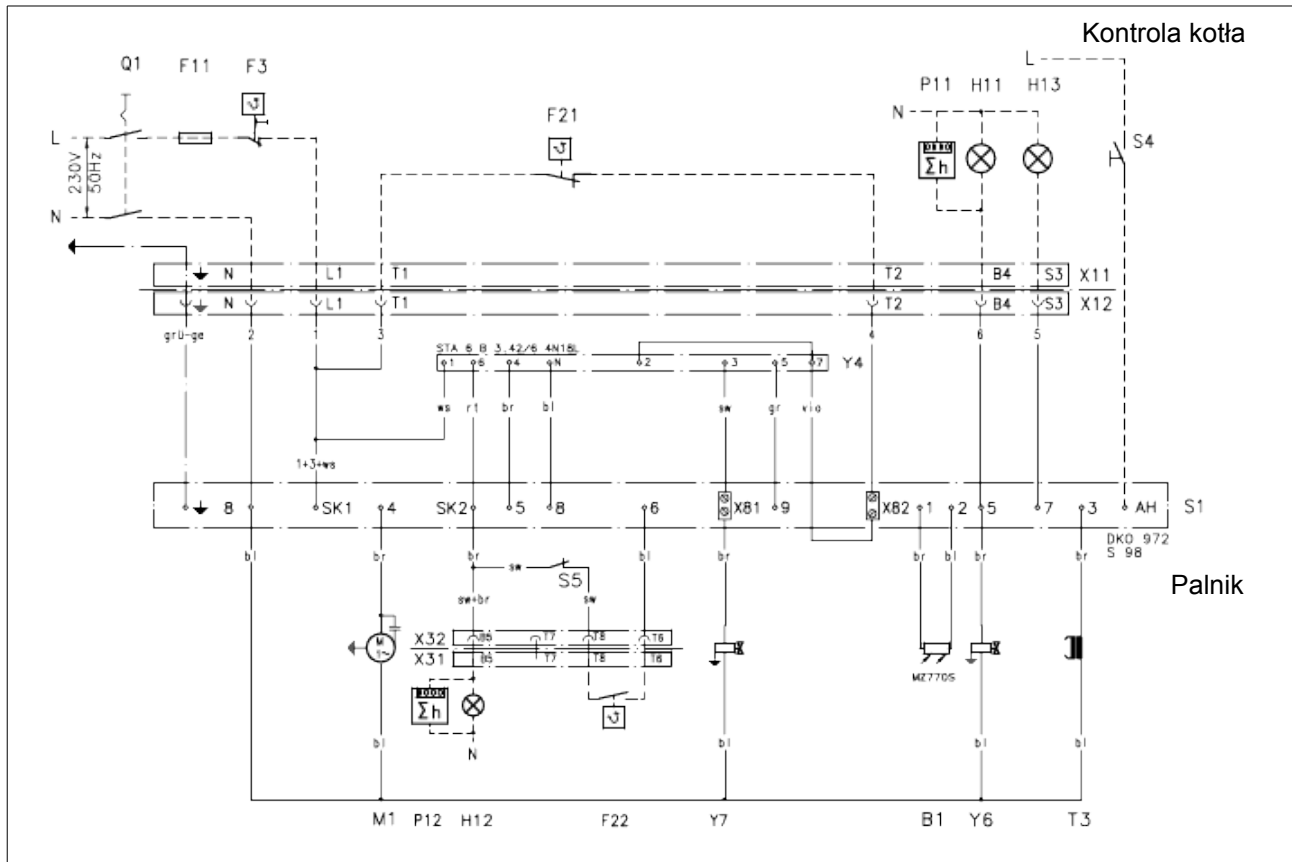 Kontrola kotła
Q1 F11 F3
F21
P11 H11 H13
L
N
S4
L
230V
50Hz
N
Σh
N L1 T1 T2 B4 S3 X11
N L1 T1 T2 B4 S3 X12
grü-ge 2 1 3 4 6 5
STA 6 B 3.42/6 4N18L
1 6 4 N 2 3 5 7 Y4
ws rt br bl sw gr vio
1+3+ws
8 SK1 4 SK2 5 8 6 X81 9 X82 1 2 5 7 3 AH S1
DKO 972
S 98
Palnik
bl br br bl br br bl br br
sw S5
sw+br sw
X32 B5 T7 T8 T6
X31 B5 T7 T8 T6
M
1~
MZ770S
Σh
N
bl bl bl bl
M1 P12 H12 F22 Y7 B1 Y6 T3